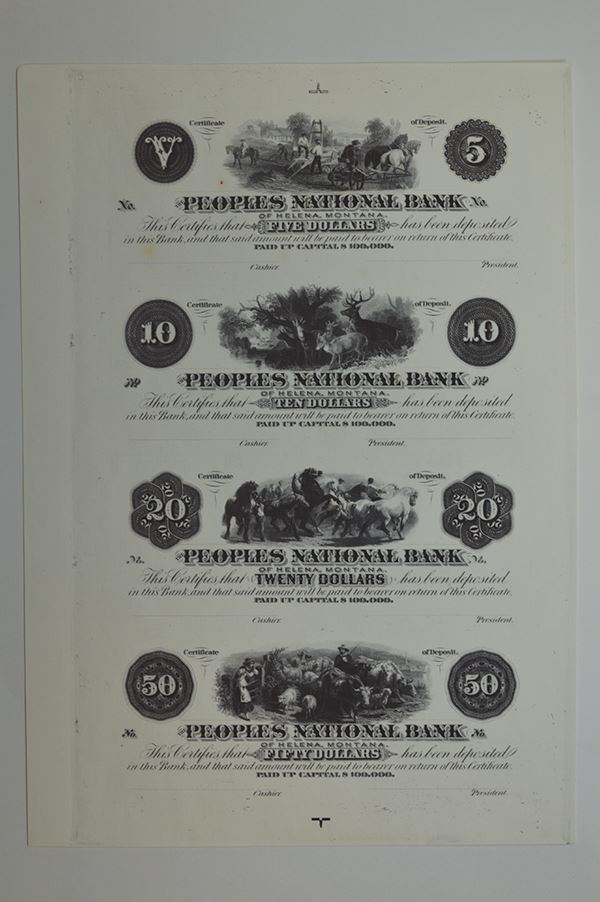 Certificate of Deposit.
V 5
No. PEOPLES NATIONAL BANK No.
OF HELENA, MONTANA.
This Certifies that FIVE DOLLARS has been deposited
in this Bank, and that said amount will be paid to bearer on return of this Certificate.
PAID UP CAPITAL $100,000.
Cashier. President.
Certificate of Deposit.
10 10
No PEOPLES NATIONAL BANK No
OF HELENA, MONTANA.
This Certifies that TEN DOLLARS has been deposited
in this Bank, and that said amount will be paid to bearer on return of this Certificate.
PAID UP CAPITAL $100,000.
Cashier. President.
Certificate of Deposit.
20 20
No. PEOPLES NATIONAL BANK No.
OF HELENA, MONTANA.
This Certifies that TWENTY DOLLARS has been deposited
in this Bank, and that said amount will be paid to bearer on return of this Certificate.
PAID UP CAPITAL $100,000.
Cashier. President.
Certificate of Deposit.
50 50
No. PEOPLES NATIONAL BANK No.
OF HELENA, MONTANA.
This Certifies that FIFTY DOLLARS has been deposited
in this Bank, and that said amount will be paid to bearer on return of this Certificate.
PAID UP CAPITAL $100,000.
Cashier. President.